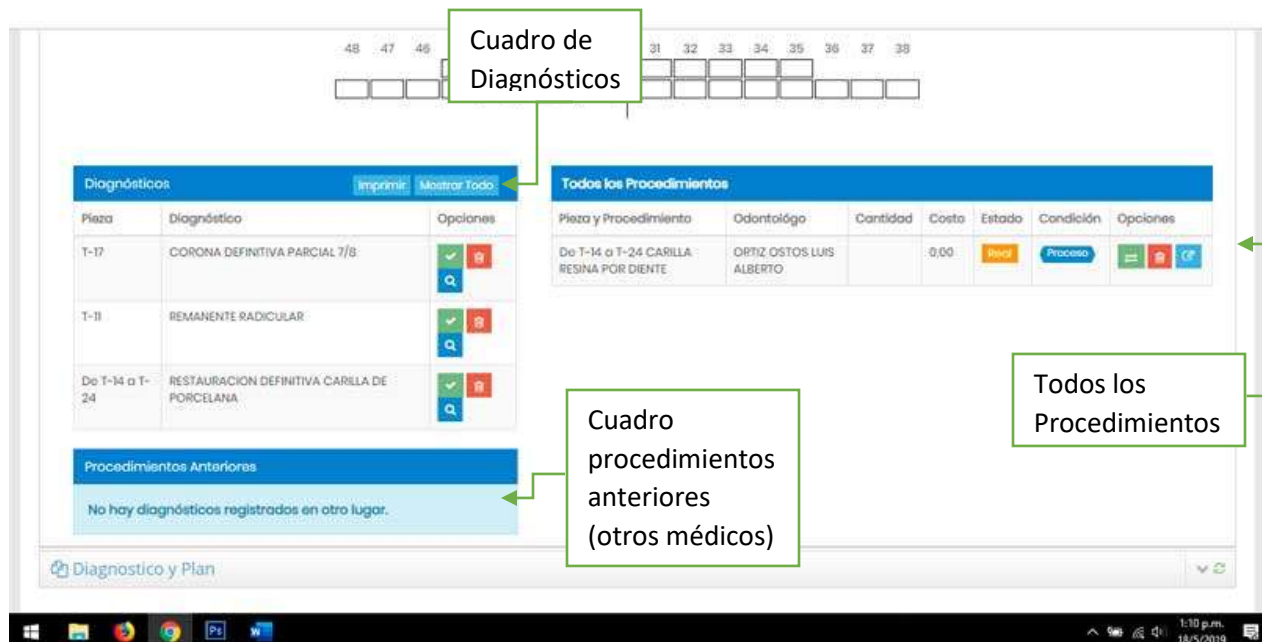 48 47 46 31 32 33 34 35 36 37 38
Cuadro de
Diagnósticos
Diagnósticos Imprimir Mostrar Todo
Pieza Diagnóstico Opciones
T-17 CORONA DEFINITIVA PARCIAL 7/8
T-11 REMANENTE RADICULAR
De T-14 a T-
24
RESTAURACION DEFINITIVA CARILLA DE
PORCELANA
Todos los Procedimientos
Pieza y Procedimiento Odontológo Cantidad Costo Estado Condición Opciones
De T-14 a T-24 CARILLA
RESINA POR DIENTE
ORTIZ OSTOS LUIS
ALBERTO
0,00 Proceso
Todos los
Procedimientos
Cuadro
procedimientos
anteriores
(otros médicos)
Procedimientos Anteriores
No hay diagnósticos registrados en otro lugar.
Diagnostico y Plan
Ps
1:10 p.m.
18/5/2019